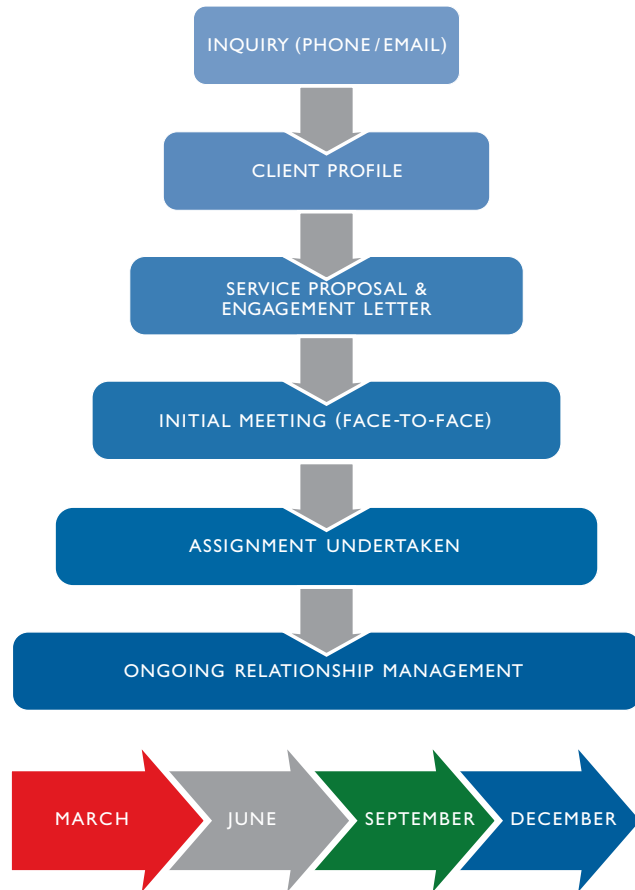 INQUIRY (PHONE/EMAIL)
CLIENT PROFILE
SERVICE PROPOSAL &
ENGAGEMENT LETTER
INITIAL MEETING (FACE-TO-FACE)
ASSIGNMENT UNDERTAKEN
ONGOING RELATIONSHIP MANAGEMENT
MARCH
JUNE
SEPTEMBER
DECEMBER